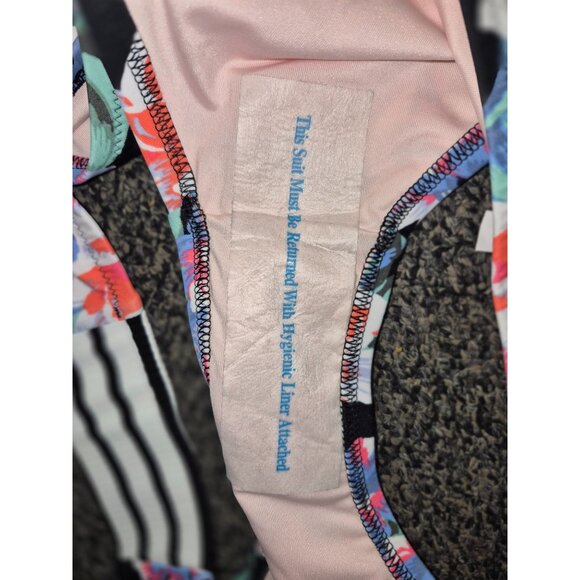 This Suit Must Be Returned With Hygienic Liner Attached